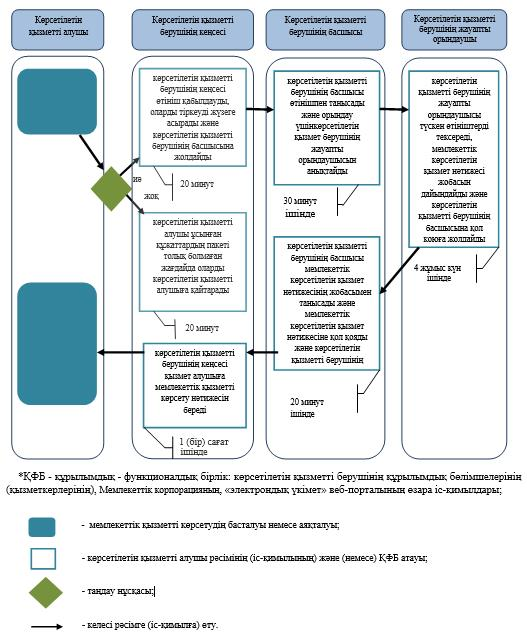 Көрсетілетін
қызметті алушы
Көрсетілетін қызметті
берушінің кеңсесі
Көрсетілетін қызметті
берушінің басшысы
Көрсетілетін қызметті
берушінің жауапты
орындаушы
көрсетілетін қызметті
берушінің кеңсесі
өтініш қабылдауды,
оларды тіркеуді жүзеге
асырады және
көрсетілетін қызметті
берушінің басшысына
жолдайды
20 минут
иә
жоқ
көрсетілетін қызметті
алушы ұсынған
құжаттардың пакеті
толық болмаған
жағдайда оларды
көрсетілетін қызметті
алушыға қайтарады
20 минут
көрсетілетін қызметті
берушінің кеңсесі
қызмет алушыға
мемлекеттік қызметті
көрсету нәтижесін
береді
1 (бір) сағат
ішінде
көрсетілетін қызметті
берушінің басшысы
өтінішпен танысады
және орындау
үшінкөрсетілетін
қызмет берушінің
жауапты
орындаушысын
анықтайды
30 минут
ішінде
көрсетілетін қызметті
берушінің басшысы
мемлекеттік
көрсетілетін қызмет
нәтижесінің жобасымен
танысады және
мемлекеттік
көрсетілетін қызмет
нәтижесіне қол қояды
және көрсетілетін
қызметті берушінің
20 минут
ішінде
көрсетілетін
қызметті берушінің
жауапты
орындаушысы
түскен өтініштерді
тексереді,
мемлекеттік
көрсетілетін
қызмет нәтижесі
жобасын
дайындайды және
көрсетілетін
қызметті берушінің
басшысына қол
қоюға жолдайды
4 жұмыс күн
ішінде
*ҚФБ - құрылымдық - функционалдық бірлік: көрсетілетін қызметті берушінің құрылымдық бөлімшелерінің
(қызметкерлерінің), Мемлекеттік корпорацияның, «электрондық үкімет» веб-порталының өзара іс-қимылдары;
- мемлекеттік қызметті көрсетудің басталуы немесе аяқталуы;
- көрсетілетін қызметті алушы рәсімінің (іс-қимылының) және (немесе) ҚФБ атауы;
- таңдау нұсқасы;
- келесі рәсімге (іс-қимылға) өту.